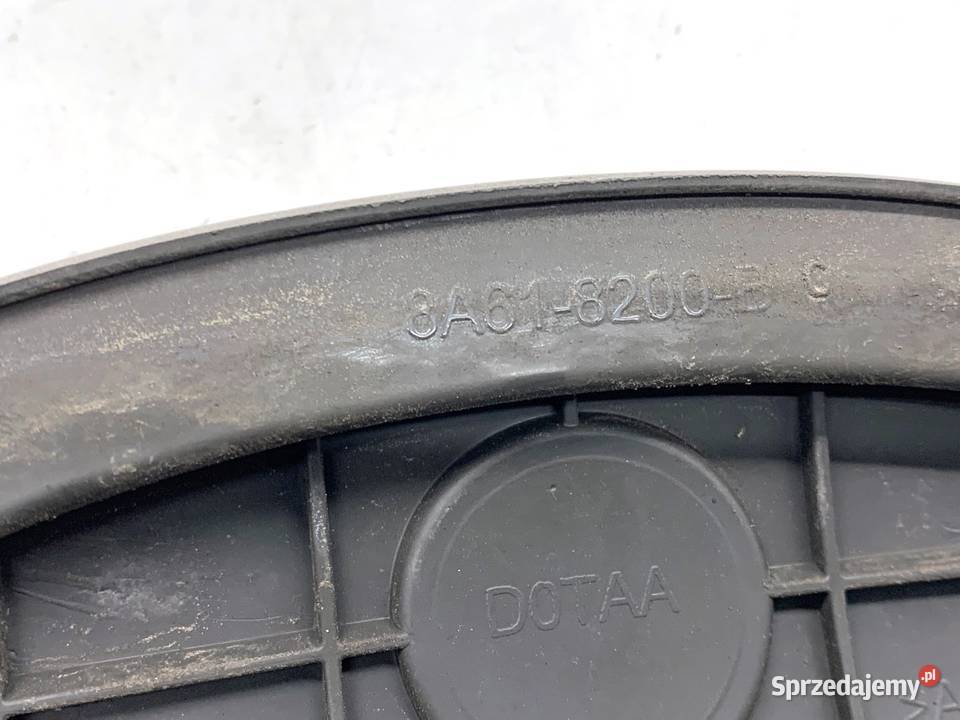 8A61-8200-B C
D0TAA
Sprzedajemy.pl